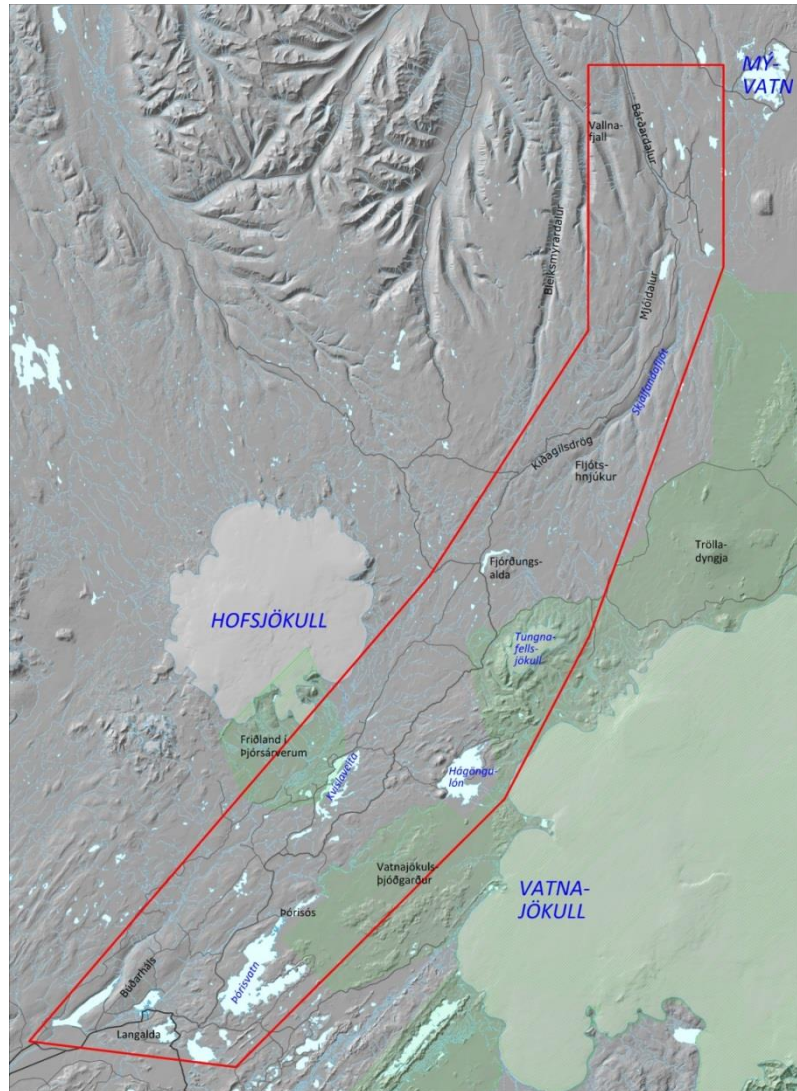 MÝ-
VATN
Vallna-
fjall
Bárðardalur
Bleiksmýrardalur
Mjóidalur
Skjálfandafljót
Kiðagilsdrög
Fljóts-
hnjúkur
Trölla-
dyngja
Fjórðungs-
alda
HOFSJÖKULL
Tungna-
fells-
jökull
Friðland í
Þjórsárverum
Kvíslaveita
Hágöngu-
lón
Vatnajökuls-
þjóðgarður
VATNA-
JÖKULL
Þórisós
Þórisvatn
Búðarháls
Langalda